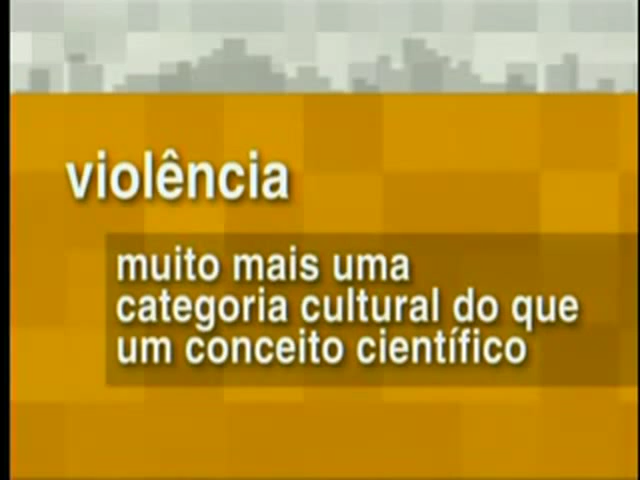 violência
muito mais uma
categoria cultural do que
um conceito científico